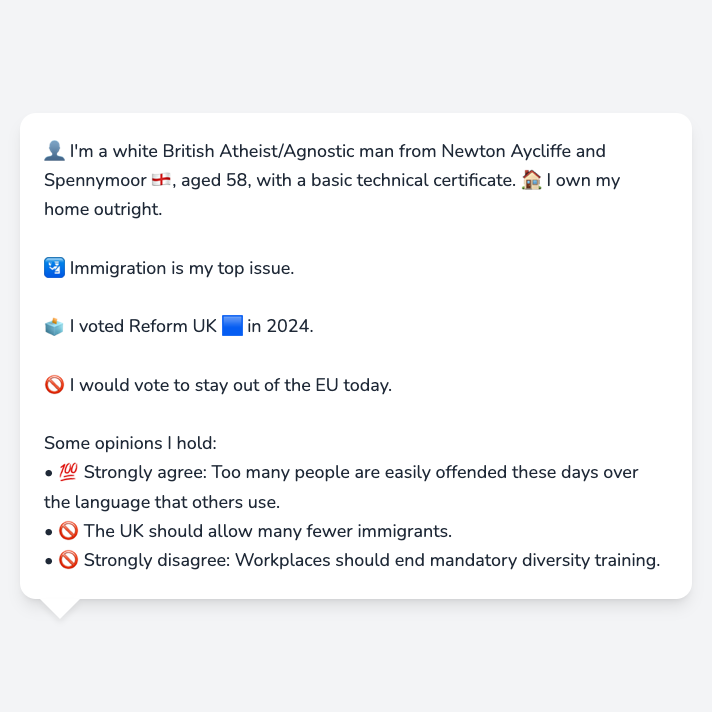 👤 I'm a white British Atheist/Agnostic man from Newton Aycliffe and
Spennymoor 🏴󠁧󠁢󠁥󠁮󠁧󠁿, aged 58, with a basic technical certificate. 🏠 I own my
home outright.
🛂 Immigration is my top issue.
🗳️ I voted Reform UK 🟦 in 2024.
🚫 I would vote to stay out of the EU today.
Some opinions I hold:
• 💯 Strongly agree: Too many people are easily offended these days over
the language that others use.
• 🚫 The UK should allow many fewer immigrants.
• 🚫 Strongly disagree: Workplaces should end mandatory diversity training.